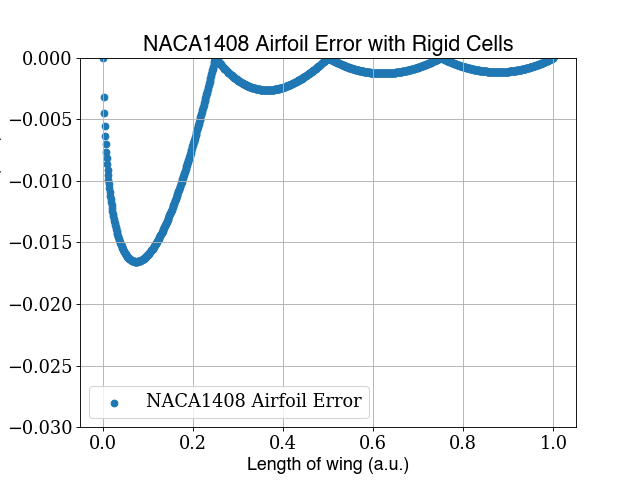 NACA1408 Airfoil Error with Rigid Cells
0.000
−0.005
−0.010
−0.015
−0.020
−0.025
−0.030
NACA1408 Airfoil Error
0.0 0.2 0.4 0.6 0.8 1.0
Length of wing (a.u.)